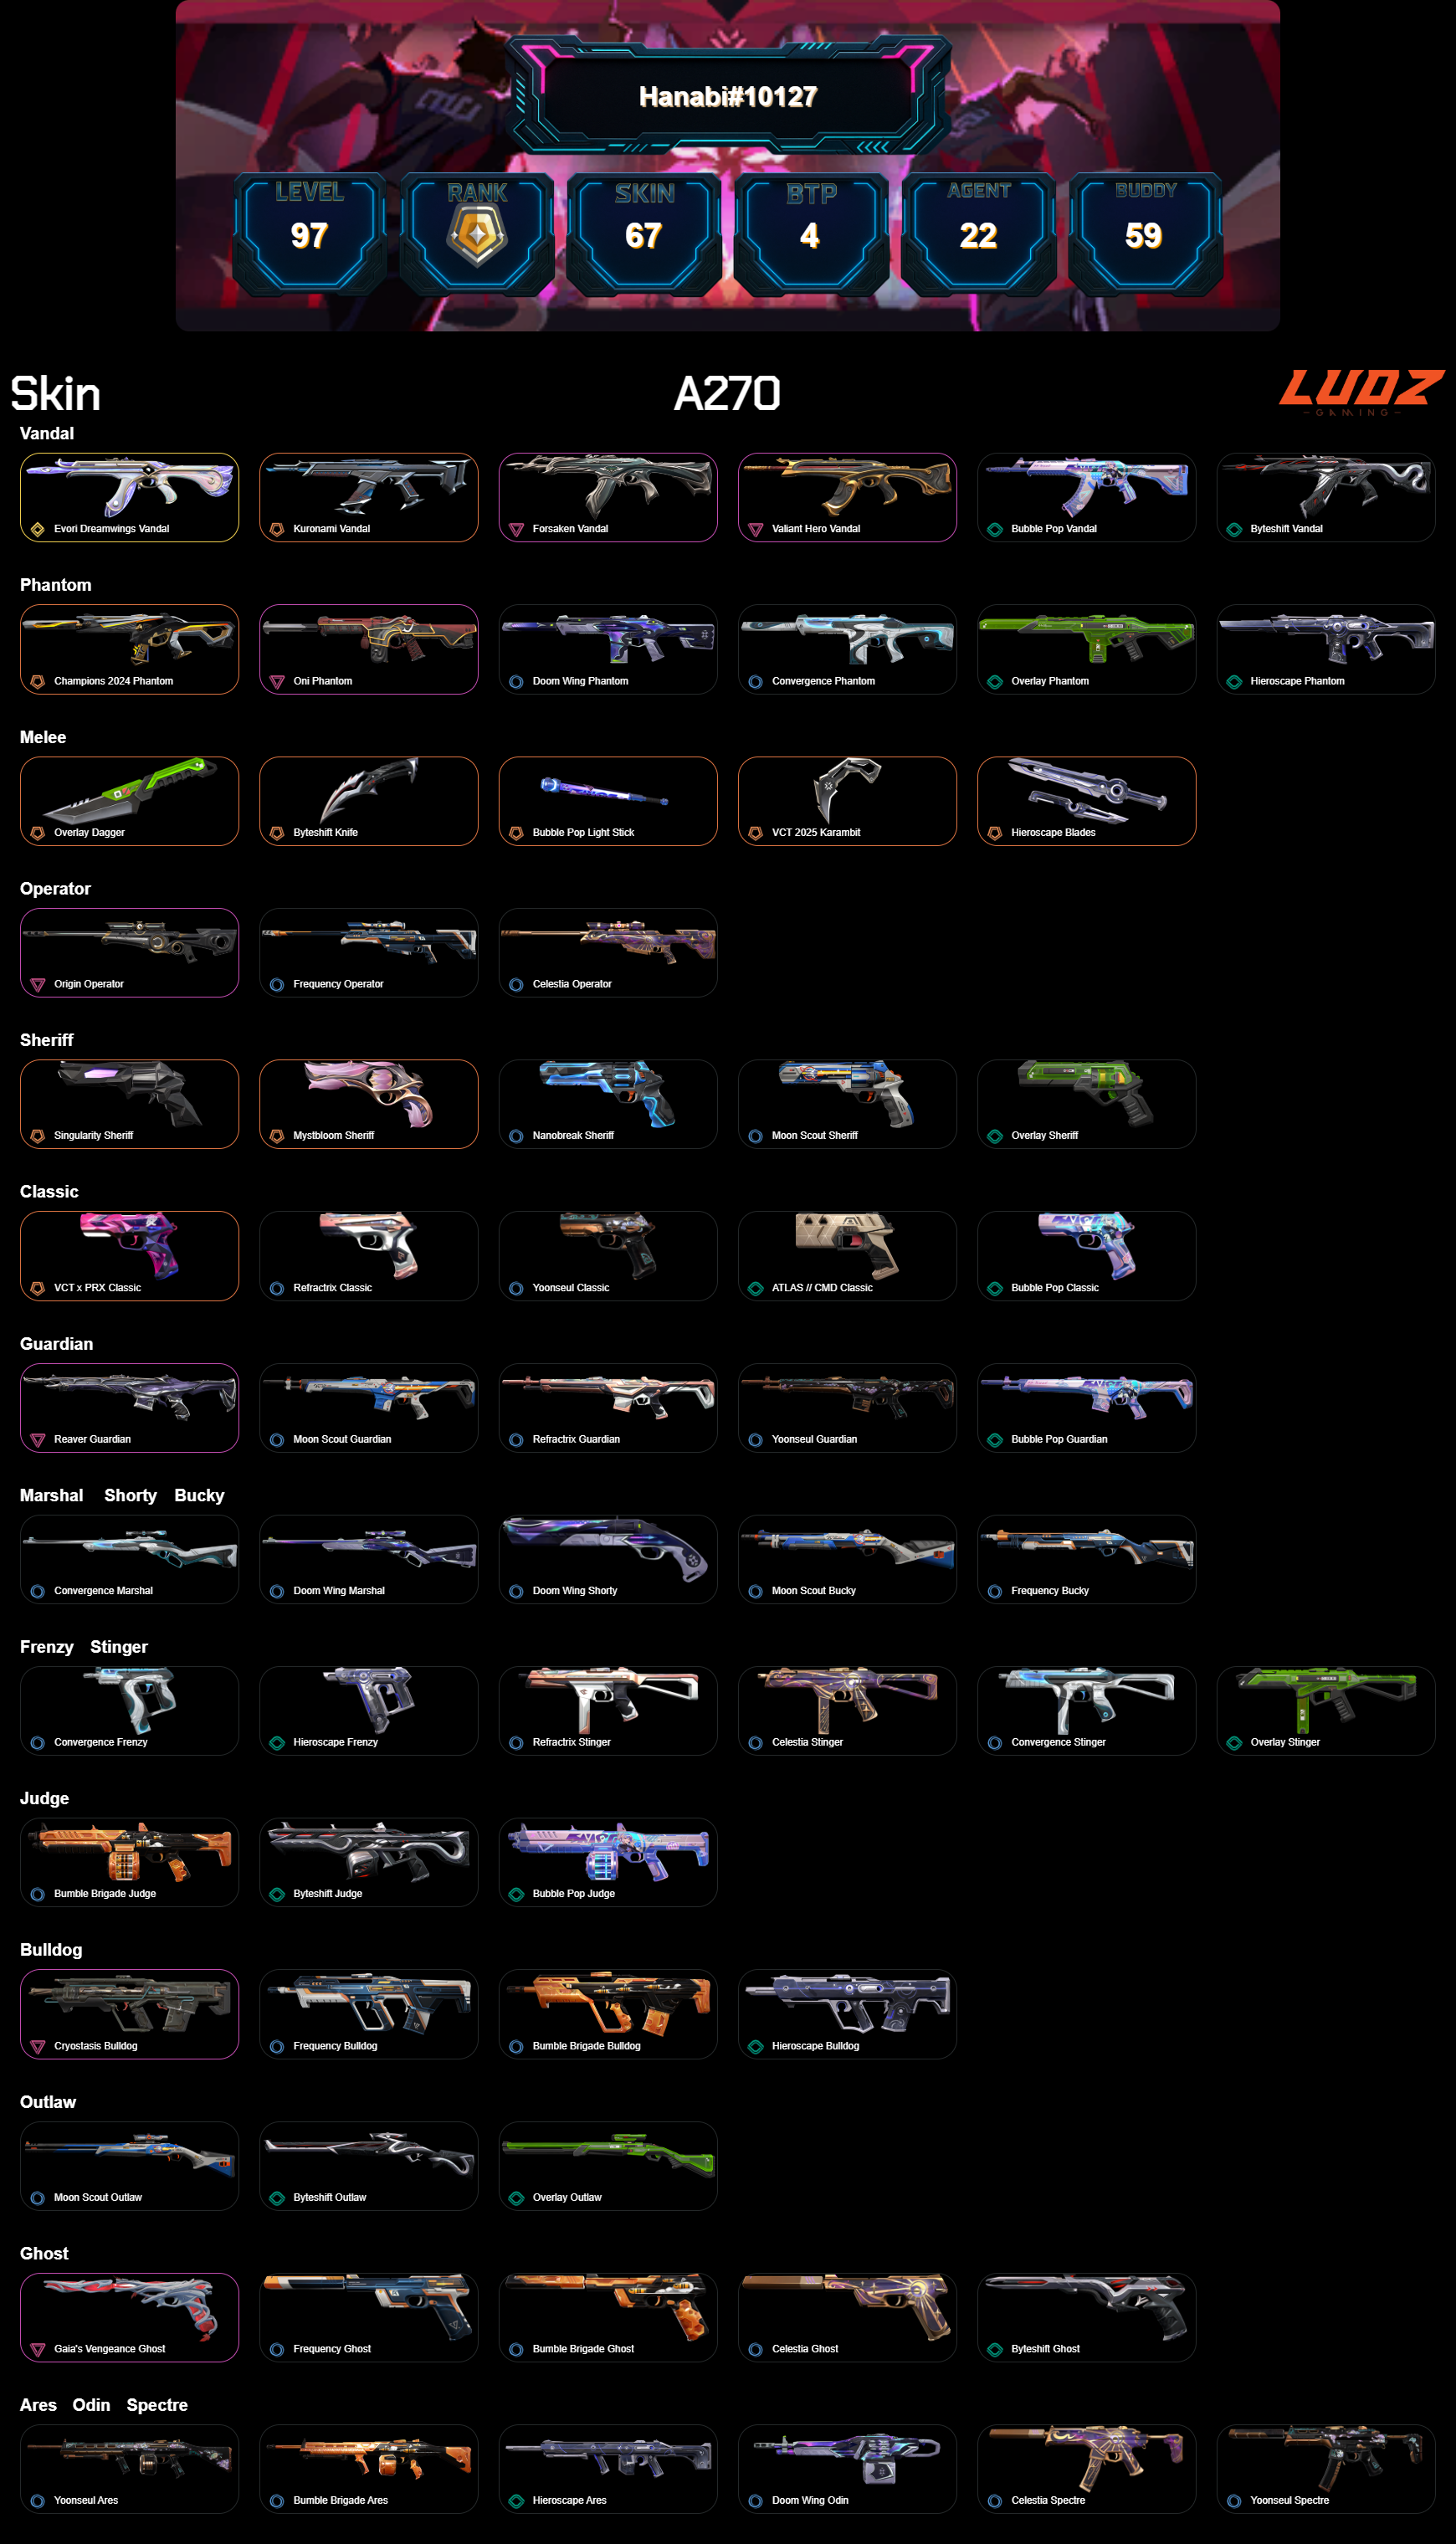 Hanabi#10127
LEVEL RANK SKIN BTP AGENT BUDDY
97 67 4 22 59
Skin A270 LUOZ
GAMING
Vandal
Evori Dreamwings Vandal Kuronami Vandal Forsaken Vandal Valiant Hero Vandal Bubble Pop Vandal Byteshift Vandal
Phantom
Champions 2024 Phantom Oni Phantom Doom Wing Phantom Convergence Phantom Overlay Phantom Hieroscape Phantom
Melee
Overlay Dagger Byteshift Knife Bubble Pop Light Stick VCT 2025 Karambit Hieroscape Blades
Operator
Origin Operator Frequency Operator Celestia Operator
Sheriff
Singularity Sheriff Mystbloom Sheriff Nanobreak Sheriff Moon Scout Sheriff Overlay Sheriff
Classic
VCT x PRX Classic Refractrix Classic Yoonseul Classic ATLAS // CMD Classic Bubble Pop Classic
Guardian
Reaver Guardian Moon Scout Guardian Refractrix Guardian Yoonseul Guardian Bubble Pop Guardian
Marshal Shorty Bucky
Convergence Marshal Doom Wing Marshal Doom Wing Shorty Moon Scout Bucky Frequency Bucky
Frenzy Stinger
Convergence Frenzy Hieroscape Frenzy Refractrix Stinger Celestia Stinger Convergence Stinger Overlay Stinger
Judge
Bumble Brigade Judge Byteshift Judge Bubble Pop Judge
Bulldog
Cryostasis Bulldog Frequency Bulldog Bumble Brigade Bulldog Hieroscape Bulldog
Outlaw
Moon Scout Outlaw Byteshift Outlaw Overlay Outlaw
Ghost
Gaia's Vengeance Ghost Frequency Ghost Bumble Brigade Ghost Celestia Ghost Byteshift Ghost
Ares Odin Spectre
Yoonseul Ares Bumble Brigade Ares Hieroscape Ares Doom Wing Odin Celestia Spectre Yoonseul Spectre